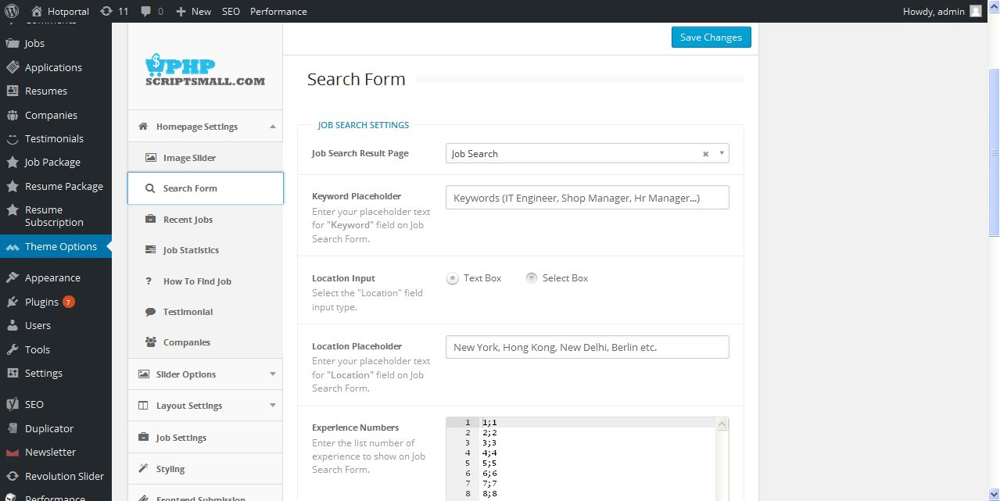 Hotportal
11
0
New
SEO
Performance
Howdy, admin
Comments
Jobs
Applications
Resumes
Companies
Testimonials
Job Package
Resume Package
Resume
Subscription
Theme Options
Appearance
Plugins 7
Users
Tools
Settings
SEO
Duplicator
Newsletter
Revolution Slider
Performance
PHP
SCRIPTSMALL.COM
Homepage Settings
Image Slider
Search Form
Recent Jobs
Job Statistics
? How To Find Job
Testimonial
Companies
Slider Options
Layout Settings
Job Settings
Styling
Frontend Submission
Save Changes
Search Form
JOB SEARCH SETTINGS
Job Search Result Page
Job Search
Keyword Placeholder
Enter your placeholder text
for "Keyword" field on Job
Search Form.
Keywords (IT Engineer, Shop Manager, Hr Manager...)
Location Input
Select the "Location" field
input type.
Text Box
Select Box
Location Placeholder
Enter your placeholder text
for "Location" field on Job
Search Form.
New York, Hong Kong, New Delhi, Berlin etc.
Experience Numbers
Enter the list number of
experience to show on Job
Search Form.
1 1;1
2 2;2
3 3;3
4 4;4
5 5;5
6 6;6
7 7;7
8 8;8